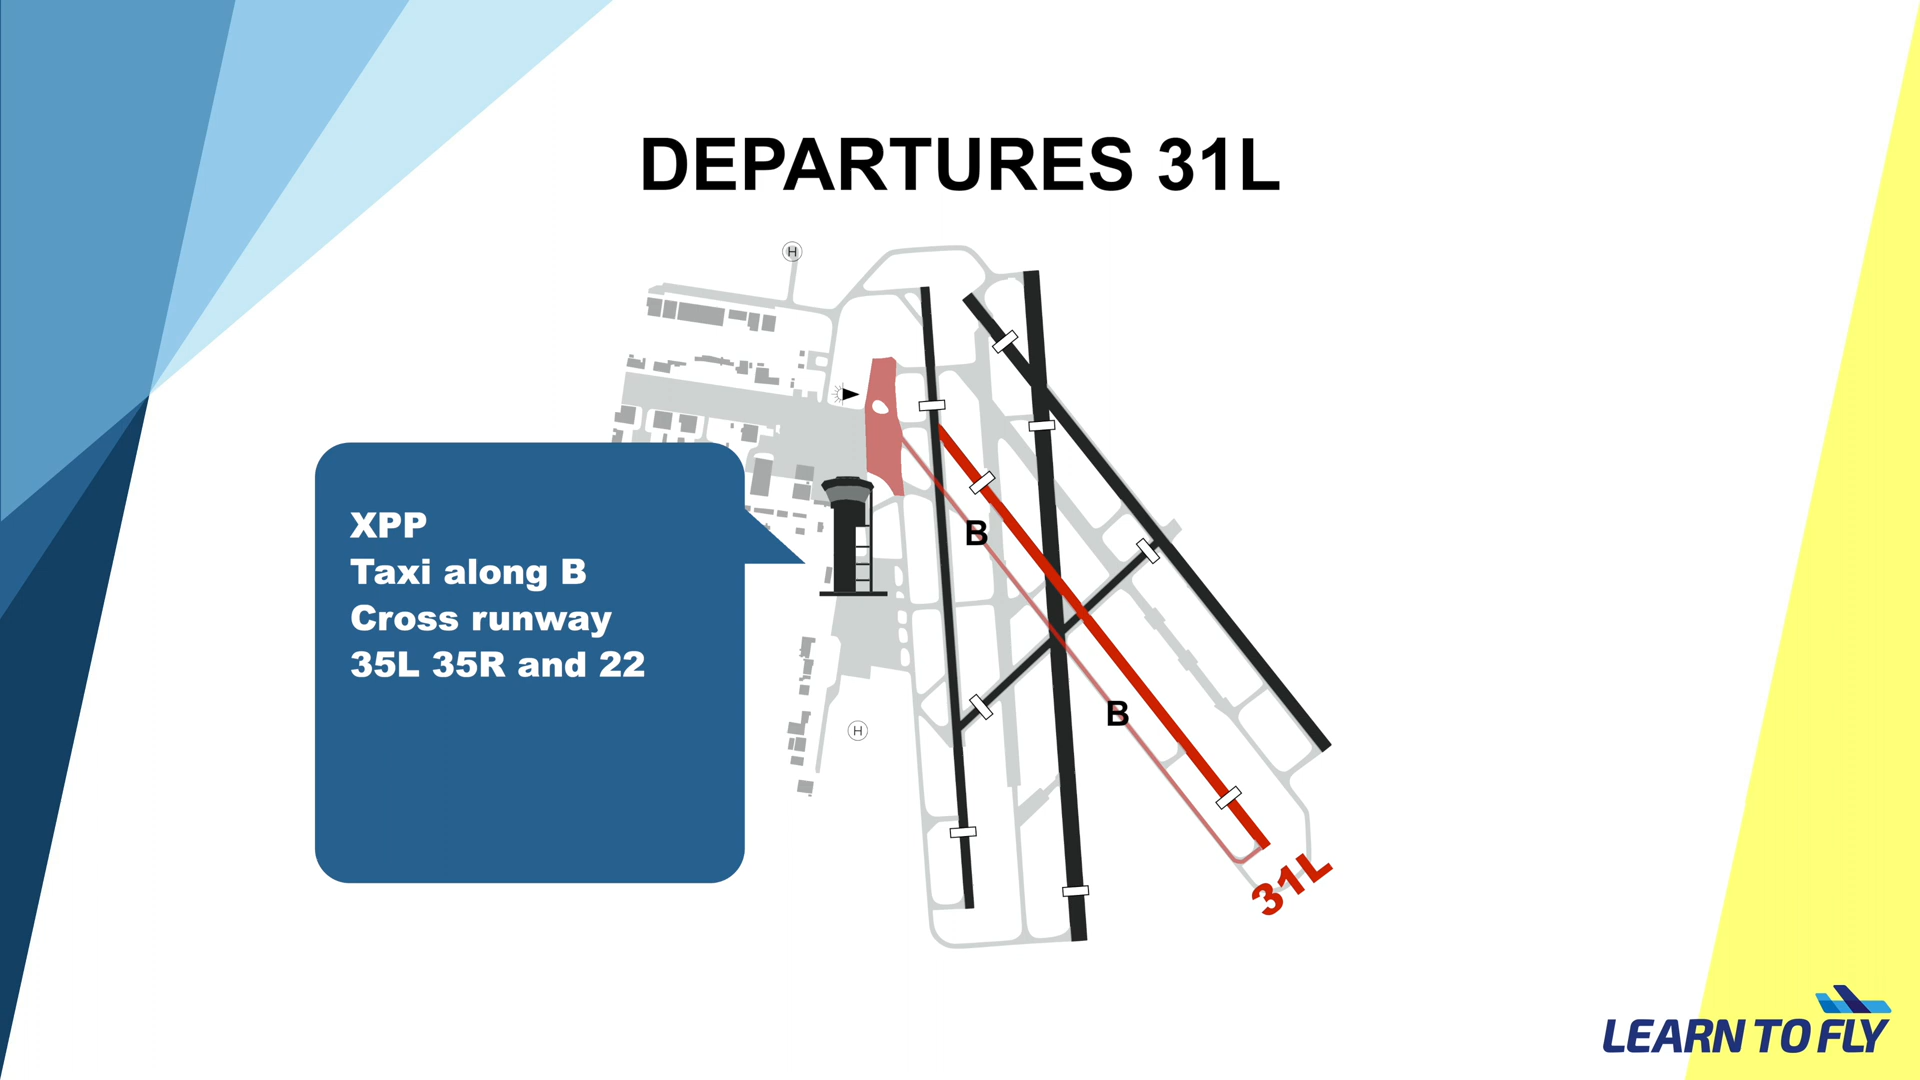 DEPARTURES 31L
H
XPP
Taxi along B
Cross runway
35L 35R and 22
B
B
H
31L
LEARN TO FLY